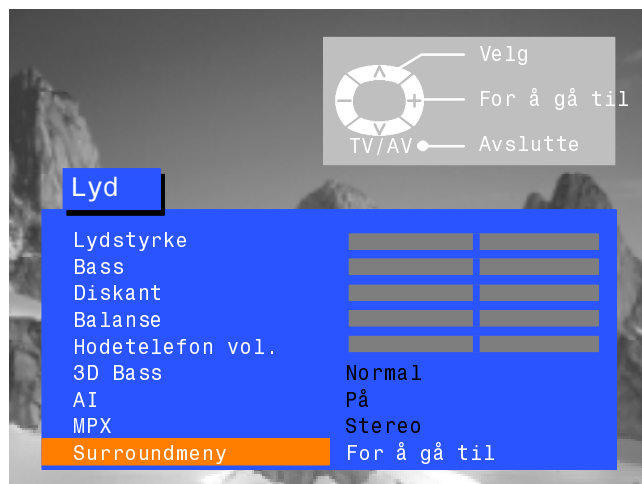 Velg
For å gå til
TV/AV Avslutte
Lyd
Lydstyrke
Bass
Diskant
Balanse
Hodetelefon vol.
3D Bass Normal
AI På
MPX Stereo
Surroundmeny For å gå til